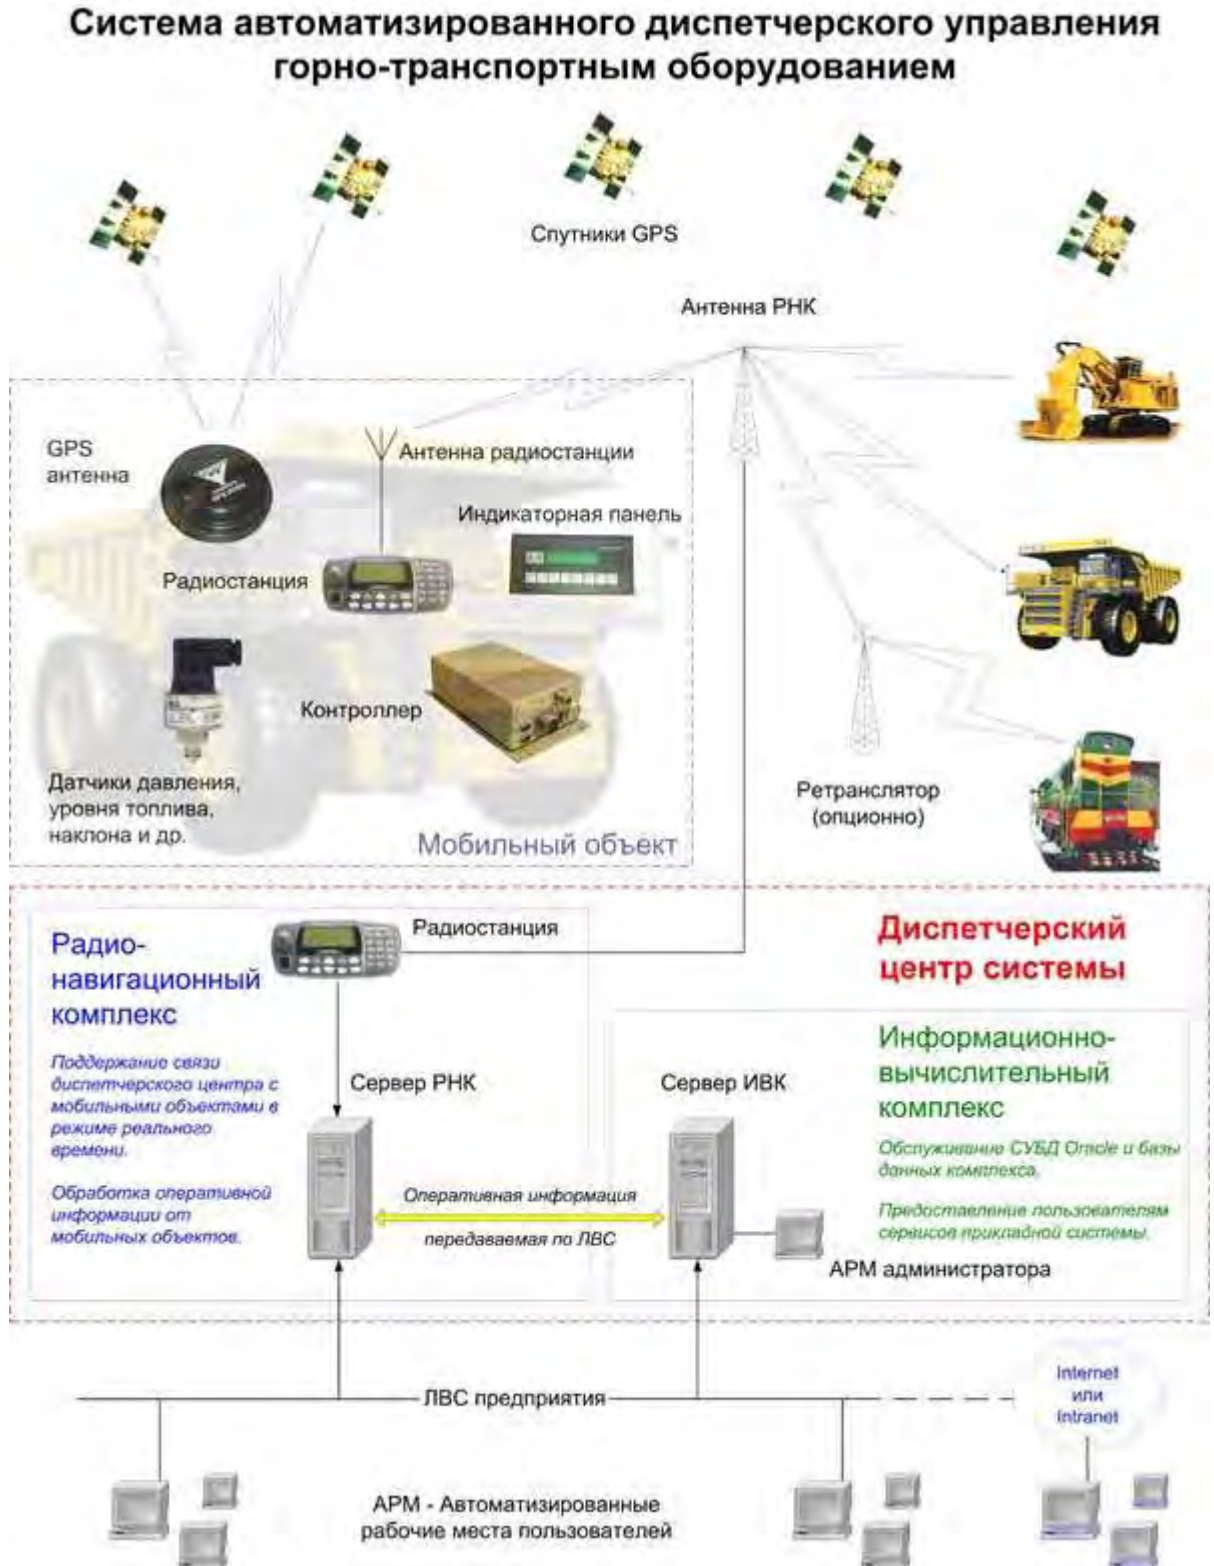 Система автоматизированного диспетчерского управления
горно-транспортным оборудованием
Спутники GPS
Антенна РНК
GPS
антенна
Антенна радиостанции
Индикаторная панель
Радиостанция
Контроллер
Датчики давления,
уровня топлива,
наклона и др.
Мобильный объект
Ретранслятор
(опционно)
Радиостанция
Диспетчерский
центр системы
Радио-
навигационный
комплекс
Поддержание связи
диспетчерского центра с
мобильными объектами в
режиме реального
времени.
Обработка оперативной
информации от
мобильных объектов.
Сервер РНК
Оперативная информация
передаваемая по ЛВС
Сервер ИВК
Информационно-
вычислительный
комплекс
Обслуживание СУБД Oracle и базы
данных комплекса.
Предоставление пользователям
сервисов прикладной системы.
АРМ администратора
ЛВС предприятия
Internet
или
Intranet
АРМ - Автоматизированные
рабочие места пользователей